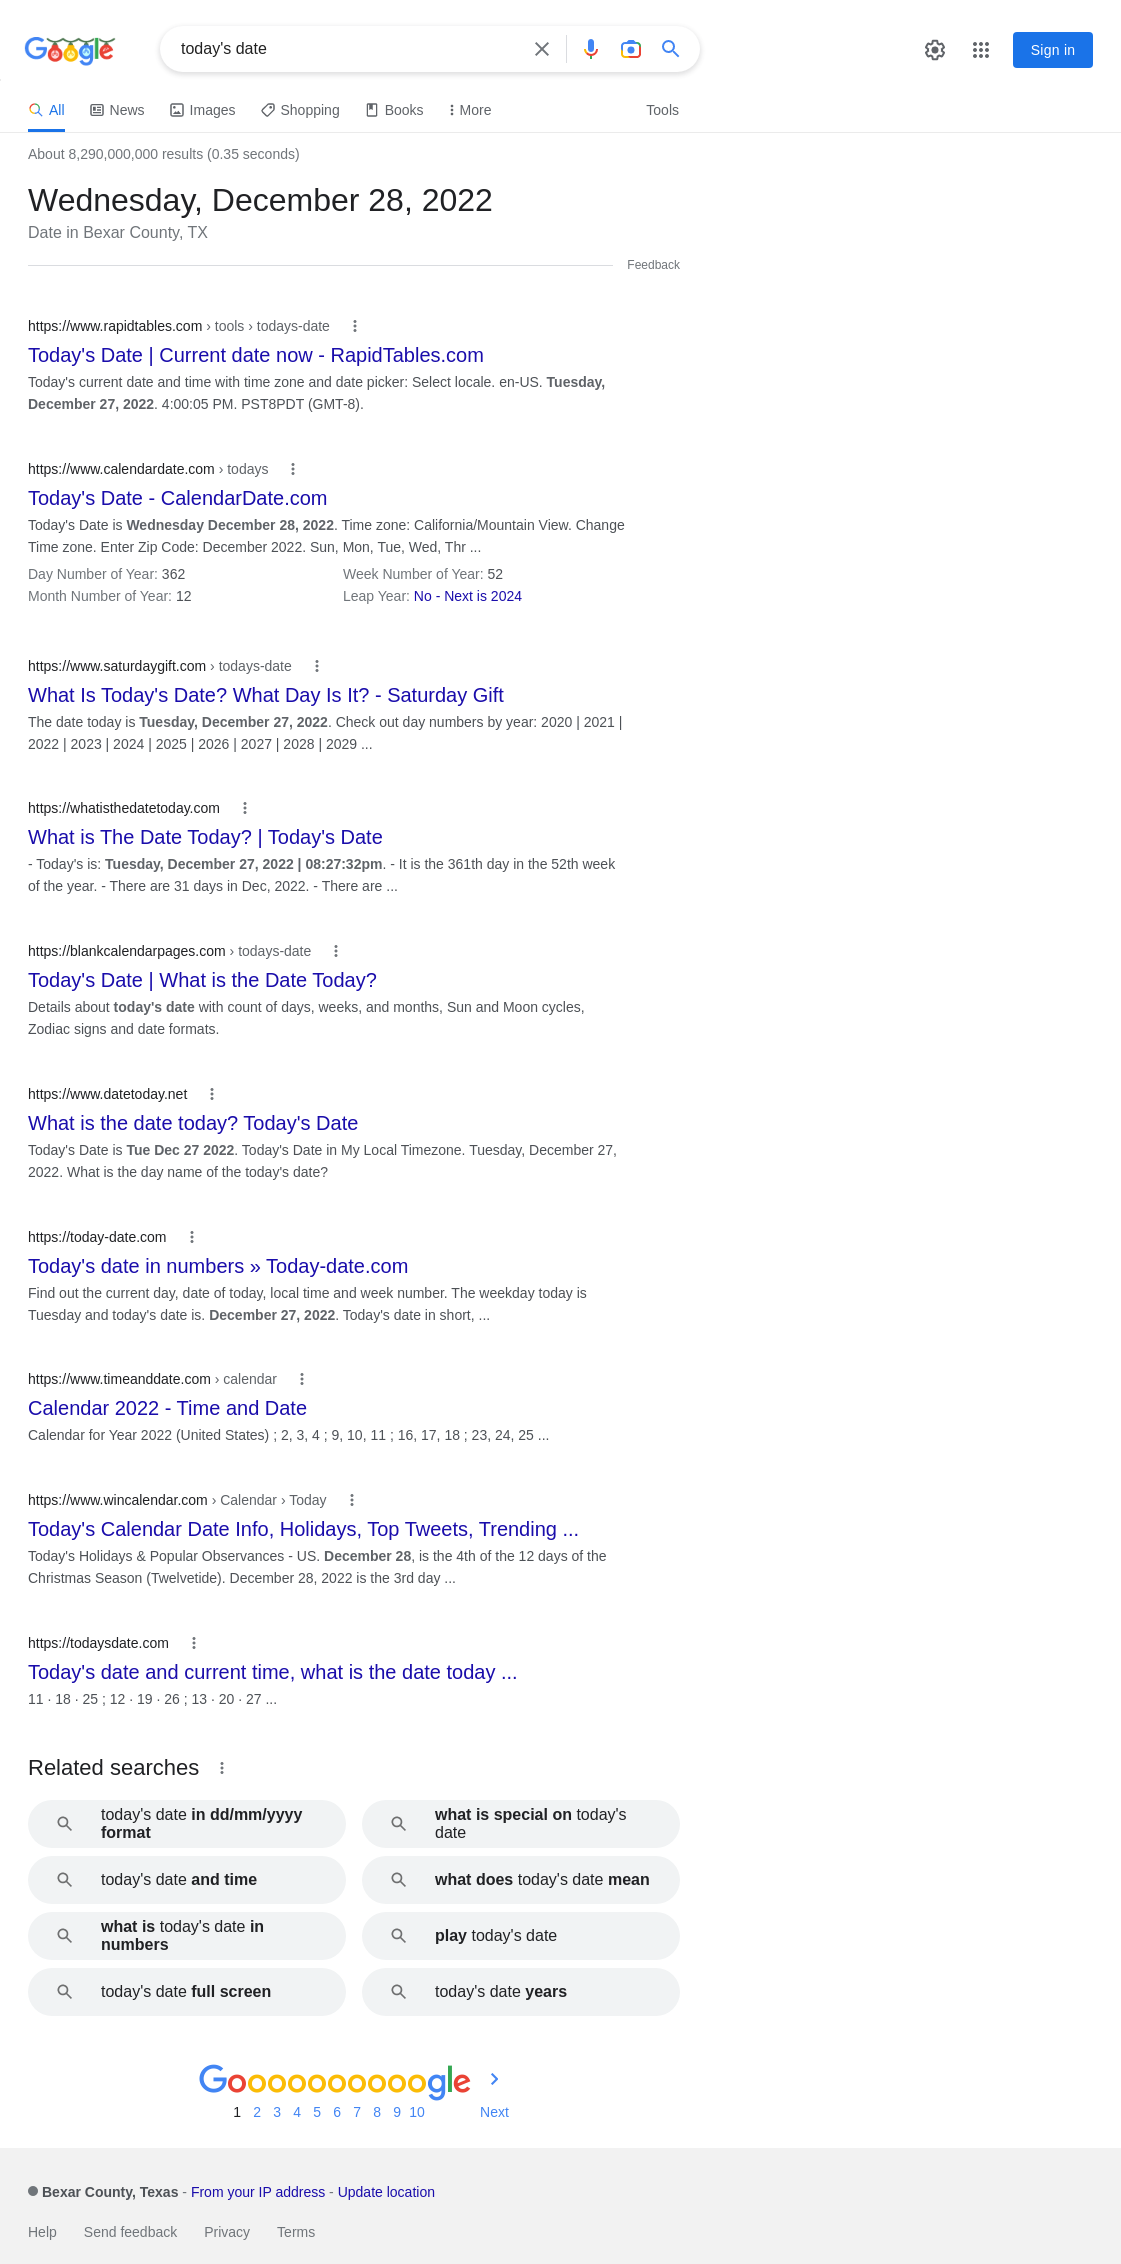 Google
today's date
Sign in
All News Images Shopping Books More Tools
About 8,290,000,000 results (0.35 seconds)
Wednesday, December 28, 2022
Date in Bexar County, TX
Feedback
https://www.rapidtables.com › tools › todays-date
Today's Date | Current date now - RapidTables.com
Today's current date and time with time zone and date picker: Select locale. en-US. Tuesday,
December 27, 2022. 4:00:05 PM. PST8PDT (GMT-8).
https://www.calendardate.com › todays
Today's Date - CalendarDate.com
Today's Date is Wednesday December 28, 2022. Time zone: California/Mountain View. Change
Time zone. Enter Zip Code: December 2022. Sun, Mon, Tue, Wed, Thr ...
Day Number of Year: 362 Week Number of Year: 52
Month Number of Year: 12 Leap Year: No - Next is 2024
https://www.saturdaygift.com › todays-date
What Is Today's Date? What Day Is It? - Saturday Gift
The date today is Tuesday, December 27, 2022. Check out day numbers by year: 2020 | 2021 |
2022 | 2023 | 2024 | 2025 | 2026 | 2027 | 2028 | 2029 ...
https://whatisthedatetoday.com
What is The Date Today? | Today's Date
- Today's is: Tuesday, December 27, 2022 | 08:27:32pm. - It is the 361th day in the 52th week
of the year. - There are 31 days in Dec, 2022. - There are ...
https://blankcalendarpages.com › todays-date
Today's Date | What is the Date Today?
Details about today's date with count of days, weeks, and months, Sun and Moon cycles,
Zodiac signs and date formats.
https://www.datetoday.net
What is the date today? Today's Date
Today's Date is Tue Dec 27 2022. Today's Date in My Local Timezone. Tuesday, December 27,
2022. What is the day name of the today's date?
https://today-date.com
Today's date in numbers » Today-date.com
Find out the current day, date of today, local time and week number. The weekday today is
Tuesday and today's date is. December 27, 2022. Today's date in short, ...
https://www.timeanddate.com › calendar
Calendar 2022 - Time and Date
Calendar for Year 2022 (United States) ; 2, 3, 4 ; 9, 10, 11 ; 16, 17, 18 ; 23, 24, 25 ...
https://www.wincalendar.com › Calendar › Today
Today's Calendar Date Info, Holidays, Top Tweets, Trending ...
Today's Holidays & Popular Observances - US. December 28, is the 4th of the 12 days of the
Christmas Season (Twelvetide). December 28, 2022 is the 3rd day ...
https://todaysdate.com
Today's date and current time, what is the date today ...
11 · 18 · 25 ; 12 · 19 · 26 ; 13 · 20 · 27 ...
Related searches
today's date in dd/mm/yyyy
format
what is special on today's
date
today's date and time
what does today's date mean
what is today's date in
numbers
play today's date
today's date full screen
today's date years
Goooooooooogle
1 2 3 4 5 6 7 8 9 10 Next
Bexar County, Texas - From your IP address - Update location
Help Send feedback Privacy Terms